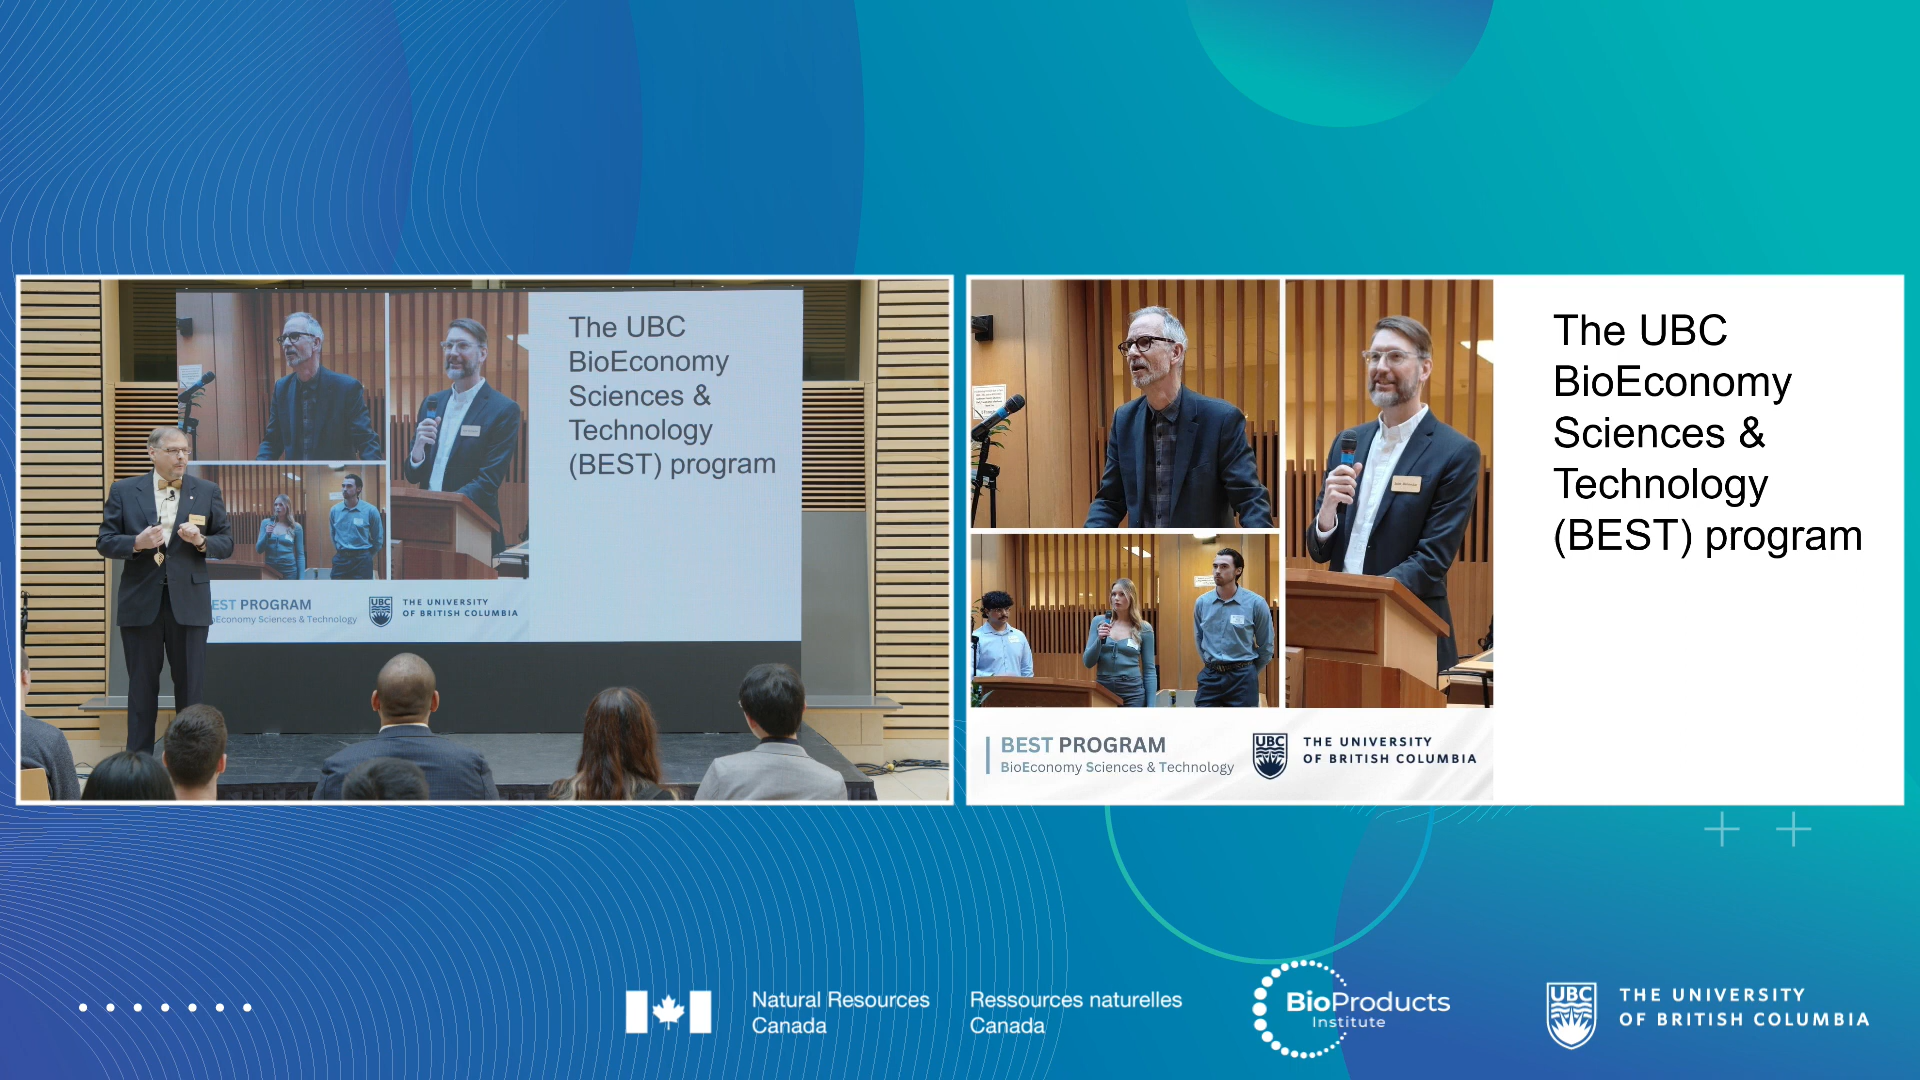 The UBC
BioEconomy
Sciences &
Technology
(BEST) program
EST PROGRAM
Economy Sciences & Technology
UBC
THE UNIVERSITY
OF BRITISH COLUMBIA
The UBC
BioEconomy
Sciences &
Technology
(BEST) program
BEST PROGRAM
BioEconomy Sciences & Technology
UBC
THE UNIVERSITY
OF BRITISH COLUMBIA
Natural Resources
Canada
Ressources naturelles
Canada
BioProducts
Institute
UBC
THE UNIVERSITY
OF BRITISH COLUMBIA